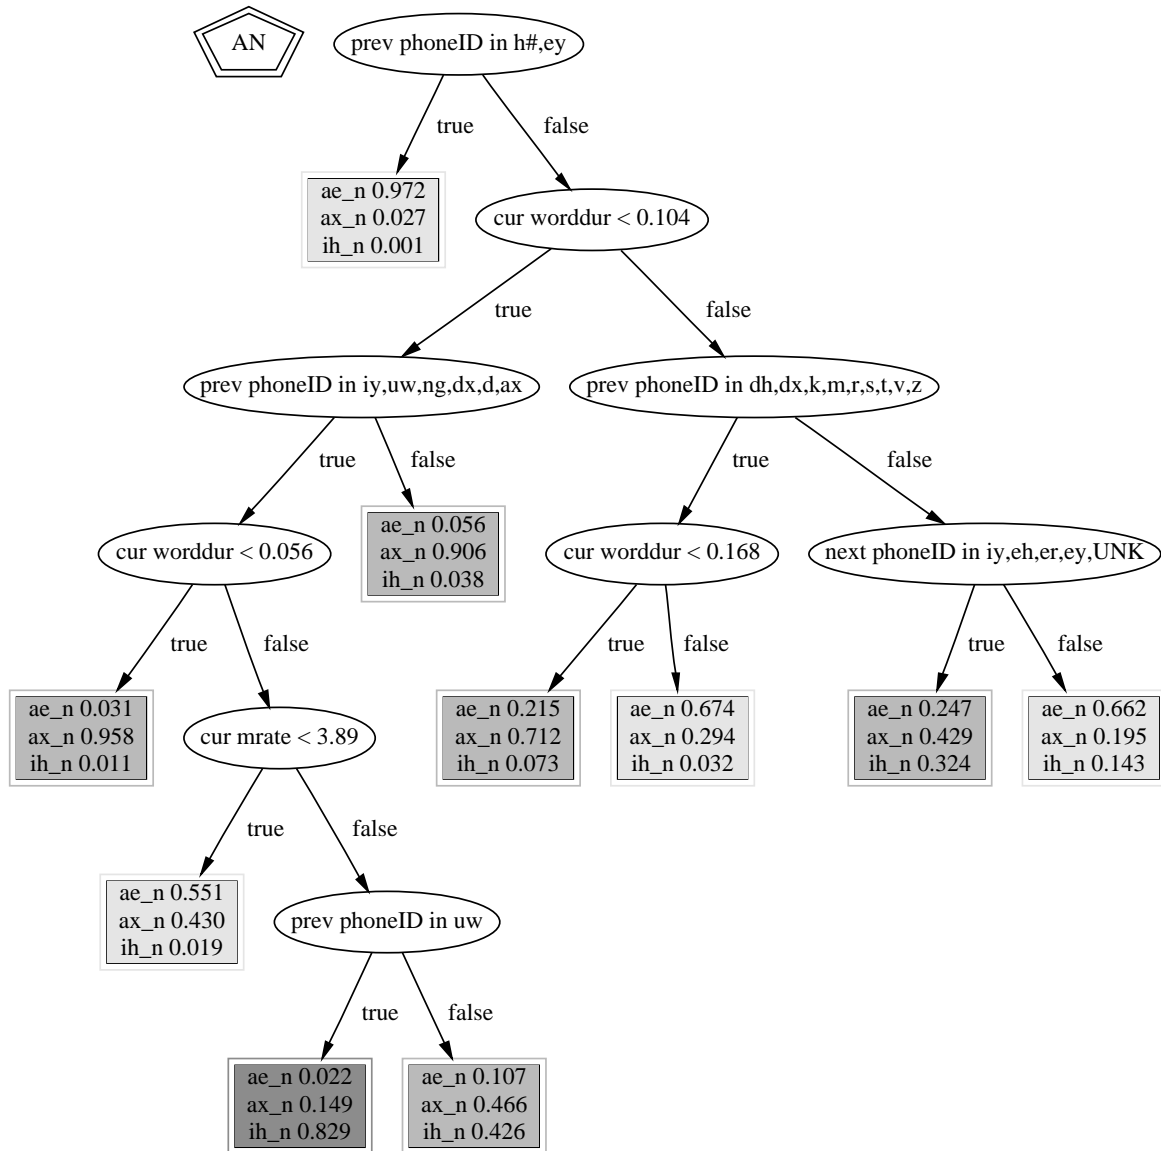 AN
prev phoneID in h#,ey
true
false
ae_n 0.972
ax_n 0.027
ih_n 0.001
cur worddur < 0.104
true
false
prev phoneID in iy,uw,ng,dx,d,ax
prev phoneID in dh,dx,k,m,r,s,t,v,z
true
false
true
false
cur worddur < 0.056
ae_n 0.056
ax_n 0.906
ih_n 0.038
cur worddur < 0.168
next phoneID in iy,eh,er,ey,UNK
true
false
true
false
true
false
ae_n 0.031
ax_n 0.958
ih_n 0.011
cur mrate < 3.89
ae_n 0.215
ax_n 0.712
ih_n 0.073
ae_n 0.674
ax_n 0.294
ih_n 0.032
ae_n 0.247
ax_n 0.429
ih_n 0.324
ae_n 0.662
ax_n 0.195
ih_n 0.143
true
false
ae_n 0.551
ax_n 0.430
ih_n 0.019
prev phoneID in uw
true
false
ae_n 0.022
ax_n 0.149
ih_n 0.829
ae_n 0.107
ax_n 0.466
ih_n 0.426